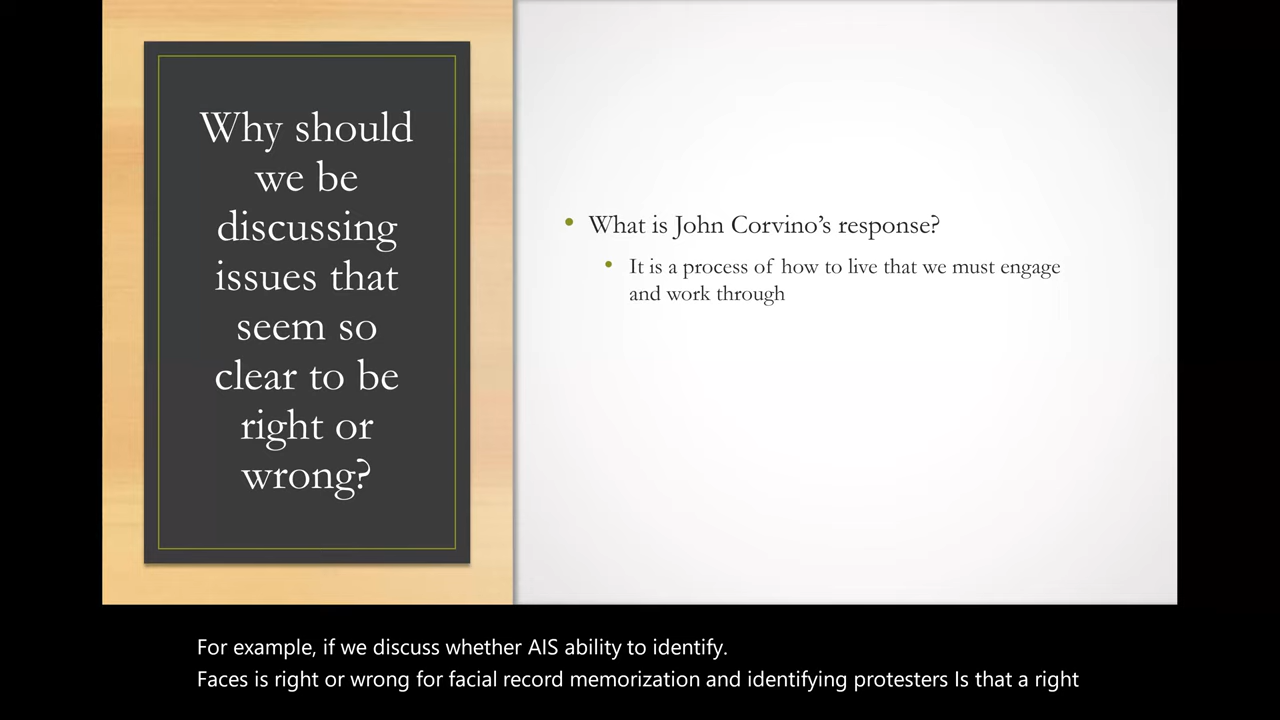 Why should
we be
discussing
issues that
seem so
clear to be
right or
wrong?
• What is John Corvino’s response?
• It is a process of how to live that we must engage
and work through
For example, if we discuss whether AIS ability to identify.
Faces is right or wrong for facial record memorization and identifying protesters Is that a right